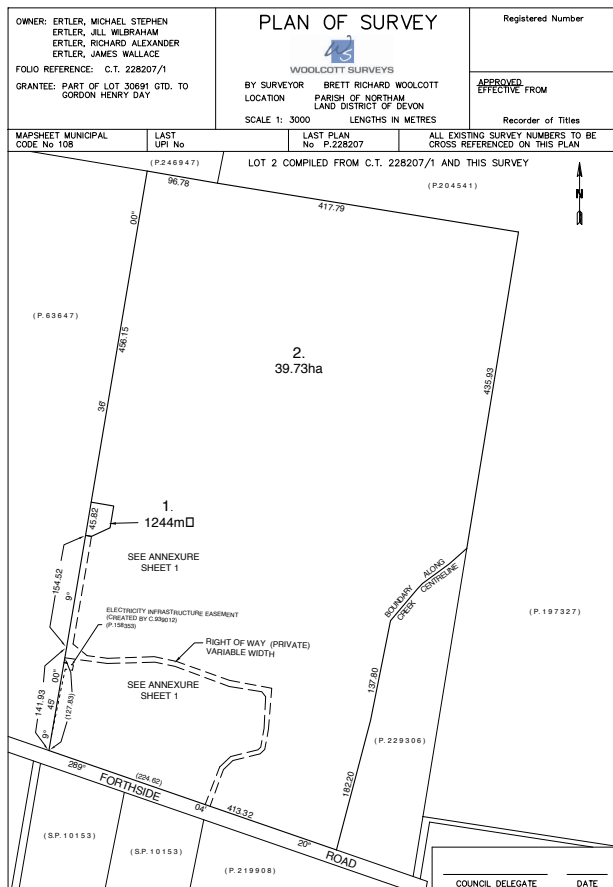 OWNER: ERTLER, MICHAEL STEPHEN
ERTLER, JILL WILBRAHAM
ERTLER, RICHARD ALEXANDER
ERTLER, JAMES WALLACE
FOLIO REFERENCE: C.T. 228207/1
GRANTEE: PART OF LOT 30691 GTD. TO
GORDON HENRY DAY
PLAN OF SURVEY
WS
WOOLCOTT SURVEYS
BY SURVEYOR BRETT RICHARD WOOLCOTT
LOCATION PARISH OF NORTHAM
LAND DISTRICT OF DEVON
SCALE 1: 3000 LENGTHS IN METRES
Registered Number
APPROVED
EFFECTIVE FROM
Recorder of Titles
MAPSHEET MUNICIPAL
CODE No 108
LAST
UPI No
LAST PLAN
No P.228207
ALL EXISTING SURVEY NUMBERS TO BE
CROSS REFERENCED ON THIS PLAN
(P.246947)
LOT 2 COMPILED FROM C.T. 228207/1 AND THIS SURVEY
(P.204541)
96.78
417.79
N
00"
(P.63647)
456.15
2.
39.73ha
435.93
36'
1.
1244m□
45.82
SEE ANNEXURE
SHEET 1
154.52
9°
BOUNDARY ALONG
CREEK CENTRELINE
ELECTRICITY INFRASTRUCTURE EASEMENT
(CREATED BY C.939012)
(P.158353)
(P.197327)
RIGHT OF WAY (PRIVATE)
VARIABLE WIDTH
SEE ANNEXURE
SHEET 1
00"
45'
141.93
(127.83)
9°
137.80
(P.229306)
182.20
289°
(224.62)
FORTHSIDE
04'
413.32
20"
ROAD
(S.P.10153)
(S.P.10153)
(P.219908)
COUNCIL DELEGATE DATE